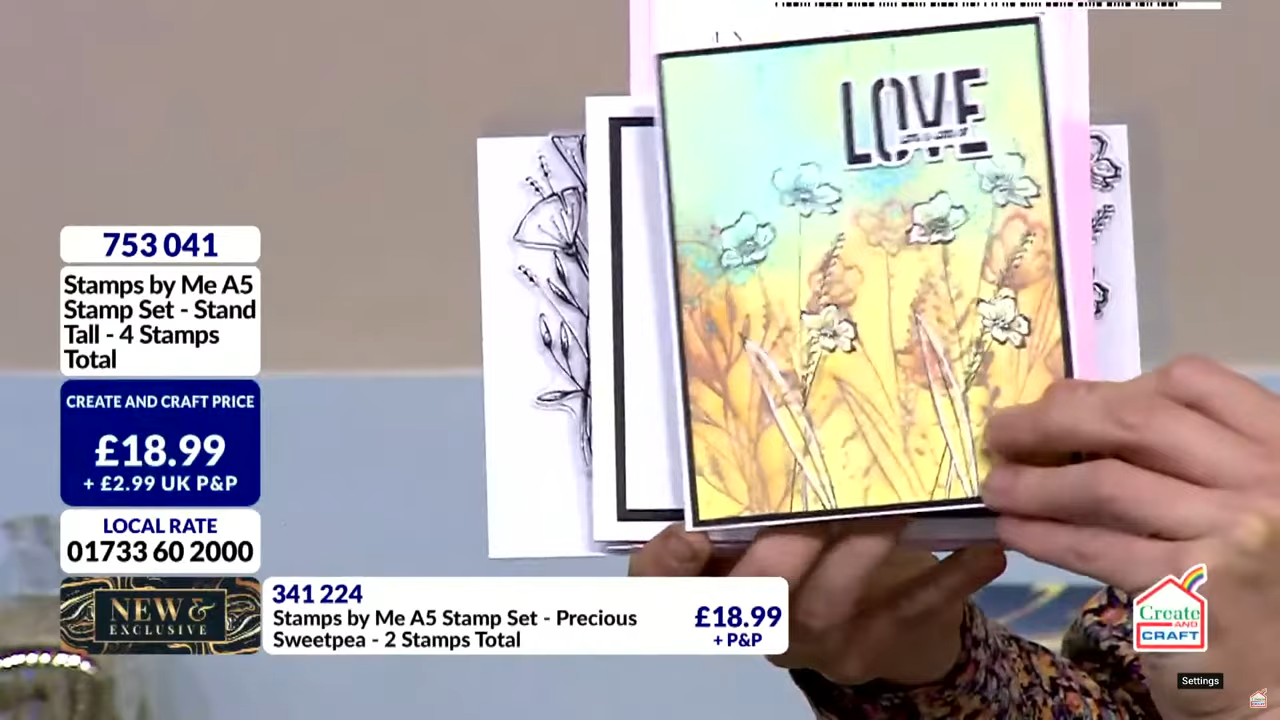 LOVE
753 041
Stamps by Me A5
Stamp Set - Stand
Tall - 4 Stamps
Total
CREATE AND CRAFT PRICE
£18.99
+ £2.99 UK P&P
LOCAL RATE
01733 60 2000
NEW &
EXCLUSIVE
341 224
Stamps by Me A5 Stamp Set - Precious
Sweetpea - 2 Stamps Total
£18.99
+ P&P
Create
AND
CRAFT
Settings